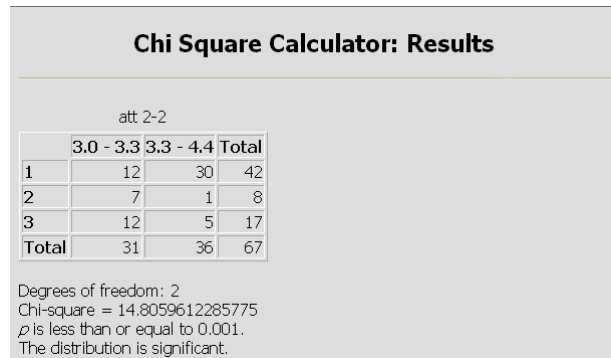 Chi Square Calculator: Results
att 2-2
3.0 - 3.3 3.3 - 4.4 Total
1 12 30 42
2 7 1 8
3 12 5 17
Total 31 36 67
Degrees of freedom: 2
Chi-square = 14.8059612285775
p is less than or equal to 0.001.
The distribution is significant.